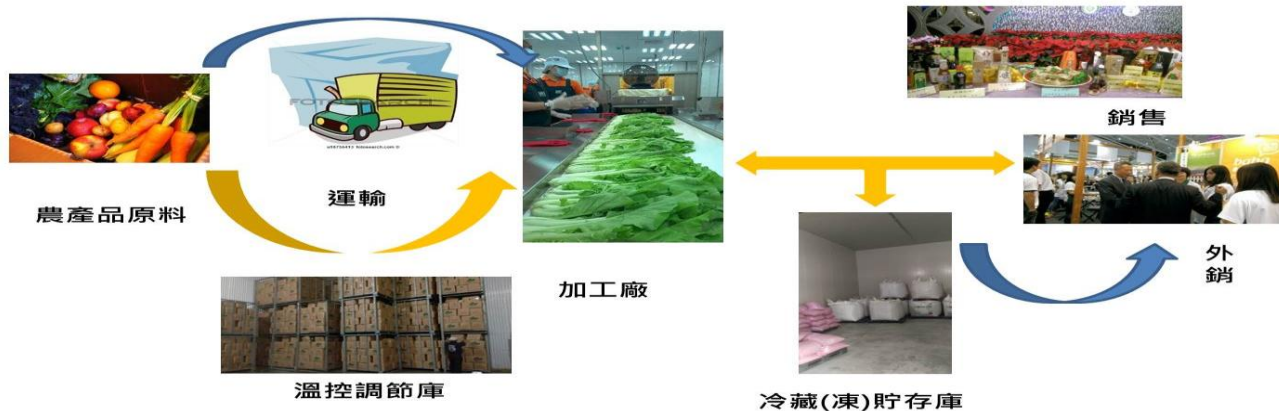 運輸
農產品原料
加工廠
溫控調節庫
銷售
外
銷
冷藏(凍)貯存庫